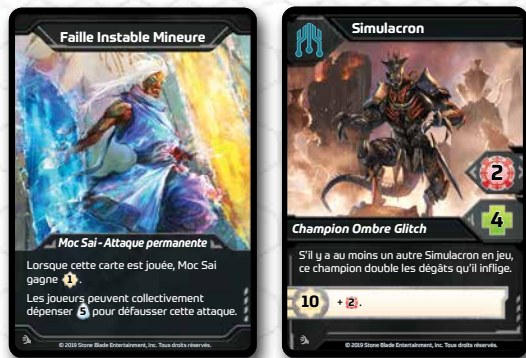 Faille Instable Mineure
Moc Sai - Attaque permanente
Lorsque cette carte est jouée, Moc Sai
gagne 1.
Les joueurs peuvent collectivement
dépenser 5 pour défausser cette attaque.
© 2019 Stone Blade Entertainment, Inc. Tous droits réservés.
Simulacron
2
4
Champion Ombre Glitch
S'il y a au moins un autre Simulacron en jeu,
ce champion double les dégâts qu'il inflige.
10 + 2.
© 2019 Stone Blade Entertainment, Inc. Tous droits réservés.